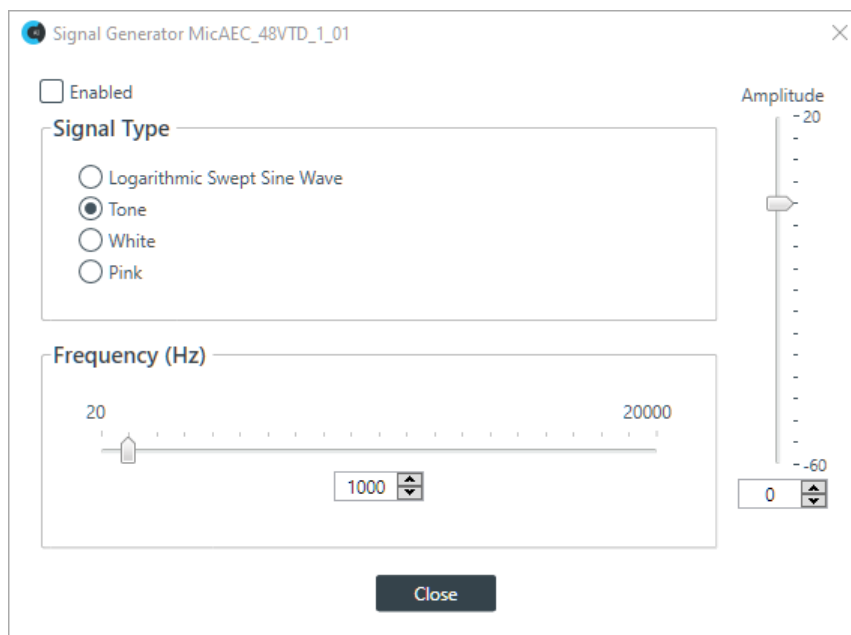 Signal Generator MicAEC_48VTD_1_01
Enabled
Signal Type
Logarithmic Swept Sine Wave
Tone
White
Pink
Frequency (Hz)
20 20000
1000
Amplitude
20
-60
0
Close